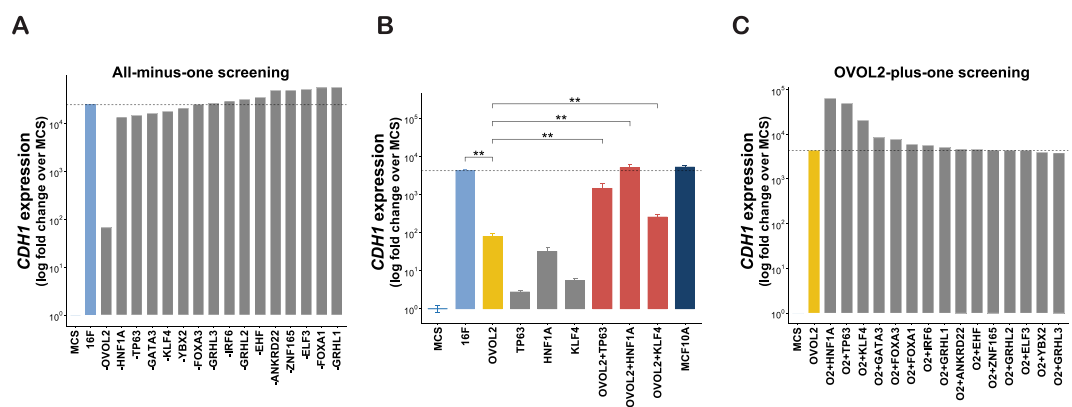 A
All-minus-one screening
CDH1 expression
(log fold change over MCS)
10⁴
10³
10²
10¹
10⁰
MCS
16F
-OVOL2
-HNF1A
-TP63
-GATA3
-KLF4
-YBX2
-FOXA3
-GRHL3
-IRF6
-GRHL2
-EHF
-ANKRD22
-ZNF165
-ELF3
-FOXA1
-GRHL1
B
CDH1 expression
(log fold change over MCS)
10⁵
10⁴
10³
10²
10¹
10⁰
**
**
**
**
MCS
16F
OVOL2
TP63
HNF1A
KLF4
OVOL2+TP63
OVOL2+HNF1A
OVOL2+KLF4
MCF10A
C
OVOL2-plus-one screening
CDH1 expression
(log fold change over MCS)
10⁵
10⁴
10³
10²
10¹
10⁰
MCS
OVOL2
O2+HNF1A
O2+TP63
O2+KLF4
O2+GATA3
O2+FOXA3
O2+FOXA1
O2+IRF6
O2+GRHL1
O2+ANKRD22
O2+EHF
O2+ZNF165
O2+GRHL2
O2+ELF3
O2+YBX2
O2+GRHL3